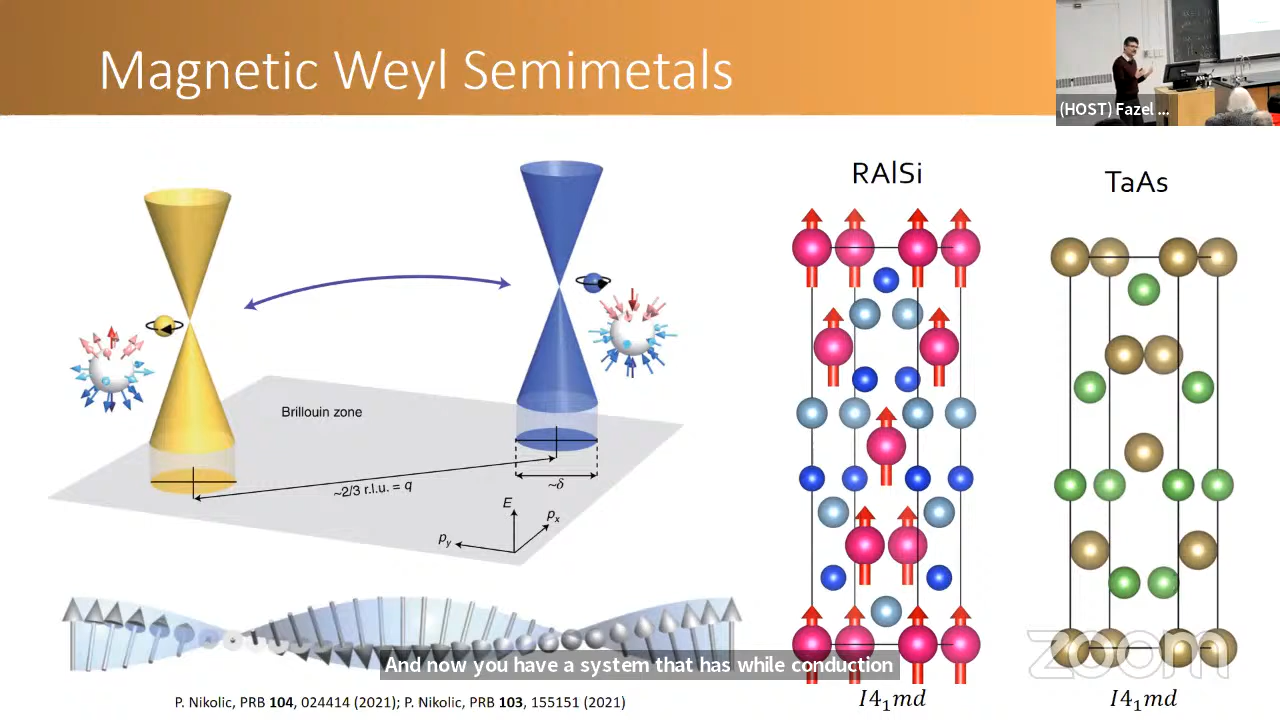 Magnetic Weyl Semimetals
(HOST) Fazel ...
RAlSi
TaAs
Brillouin zone
~2/3 r.l.u. = q
~δ
E
pₓ
p_y
And now you have a system that has while conduction
zoom
P. Nikolic, PRB 104, 024414 (2021); P. Nikolic, PRB 103, 155151 (2021)
I4₁md
I4₁md